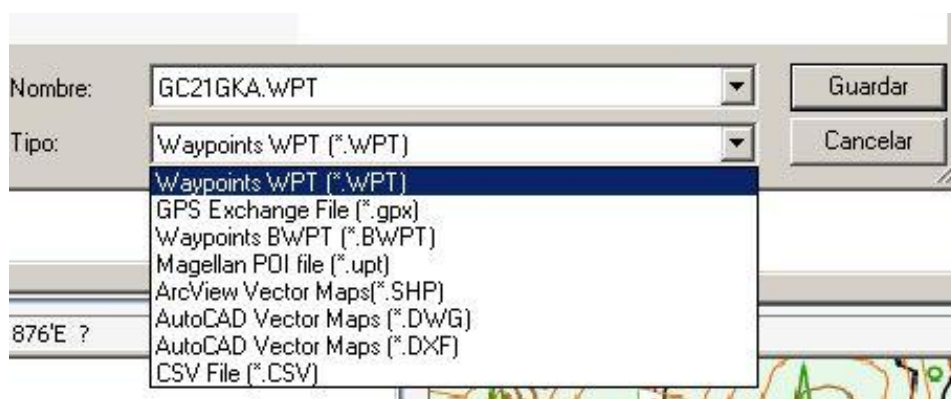 Nombre: GC21GKA.WPT Guardar
Tipo: Waypoints WPT (*.WPT) Cancelar
Waypoints WPT (*.WPT)
GPS Exchange File (*.gpx)
Waypoints BWPT (*.BWPT)
Magellan POI file (*.upt)
ArcView Vector Maps(*.SHP)
AutoCAD Vector Maps (*.DWG)
AutoCAD Vector Maps (*.DXF)
CSV File (*.CSV)
876'E ?